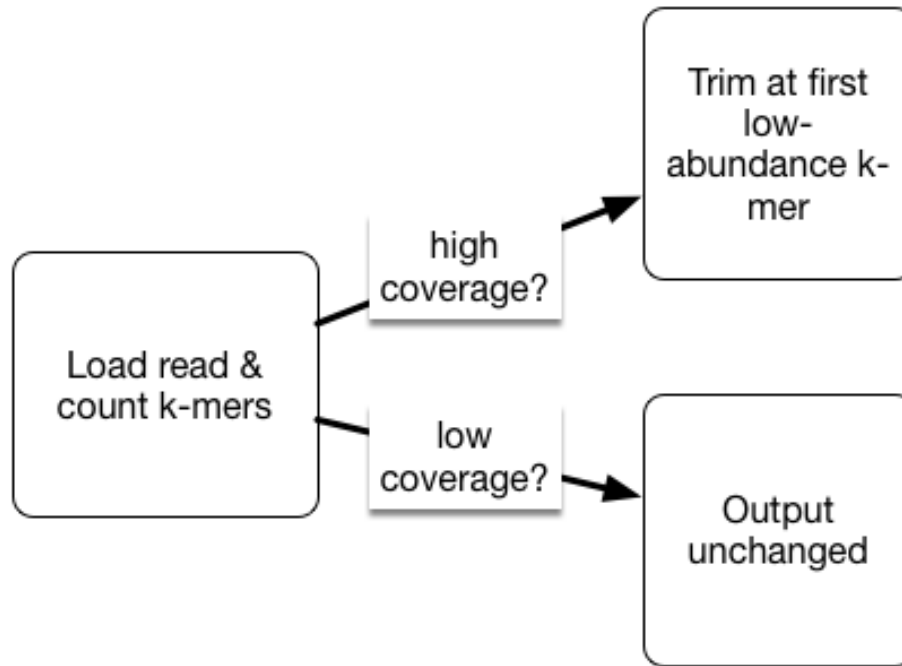 Load read &
count k-mers
high
coverage?
Trim at first
low-
abundance k-
mer
low
coverage?
Output
unchanged